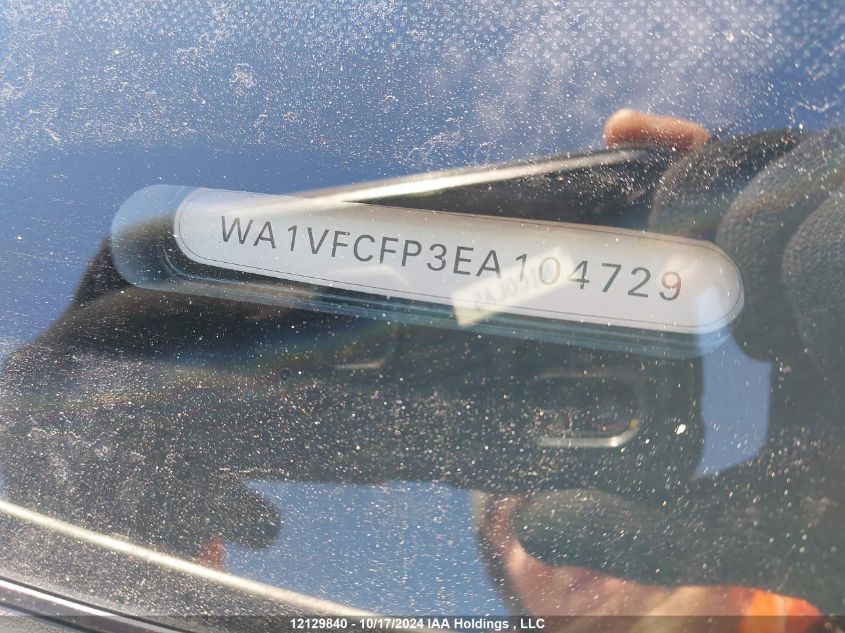 WA1VFCFP3EA104729
12129840 - 10/17/2024 IAA Holdings , LLC